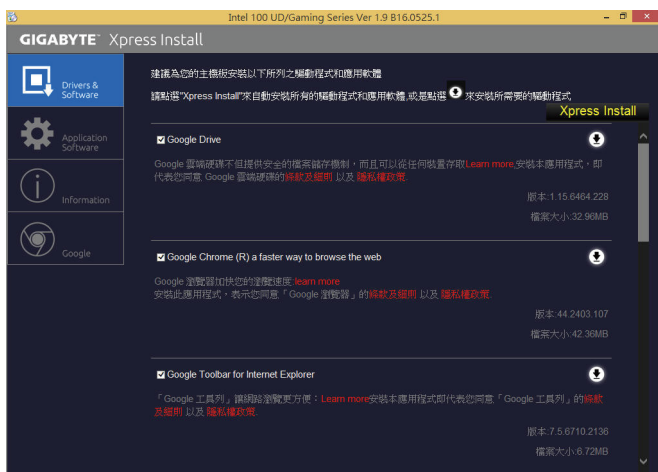 Intel 100 UD/Gaming Series Ver 1.9 B16.0525.1
GIGABYTE™ Xpress Install
Drivers &
Software
Application
Software
Information
Google
建議為您的主機板安裝以下所列之驅動程式和應用軟體
請點選"Xpress Install"來自動安裝所有的驅動程式和應用軟體,或是點選 來安裝所需要的驅動程式
Xpress Install
Google Drive
Google 雲端硬碟不但提供安全的檔案儲存機制，而且可以從任何裝置存取Learn more,安裝本應用程式，即
代表您同意 Google 雲端硬碟的條款及細則 以及 隱私權政策.
版本:1.15.6464.228
檔案大小:32.96MB
Google Chrome (R) a faster way to browse the web
Google 瀏覽器加快您的瀏覽速度 learn more
安裝此應用程式，表示您同意「Google 瀏覽器」的條款及細則 以及 隱私權政策.
版本:44.2403.107
檔案大小:42.36MB
Google Toolbar for Internet Explorer
「Google 工具列」讓網路瀏覽更方便：Learn more安裝本應用程式即代表您同意「Google 工具列」的條款
及細則 以及 隱私權政策.
版本:7.5.6710.2136
檔案大小:6.72MB